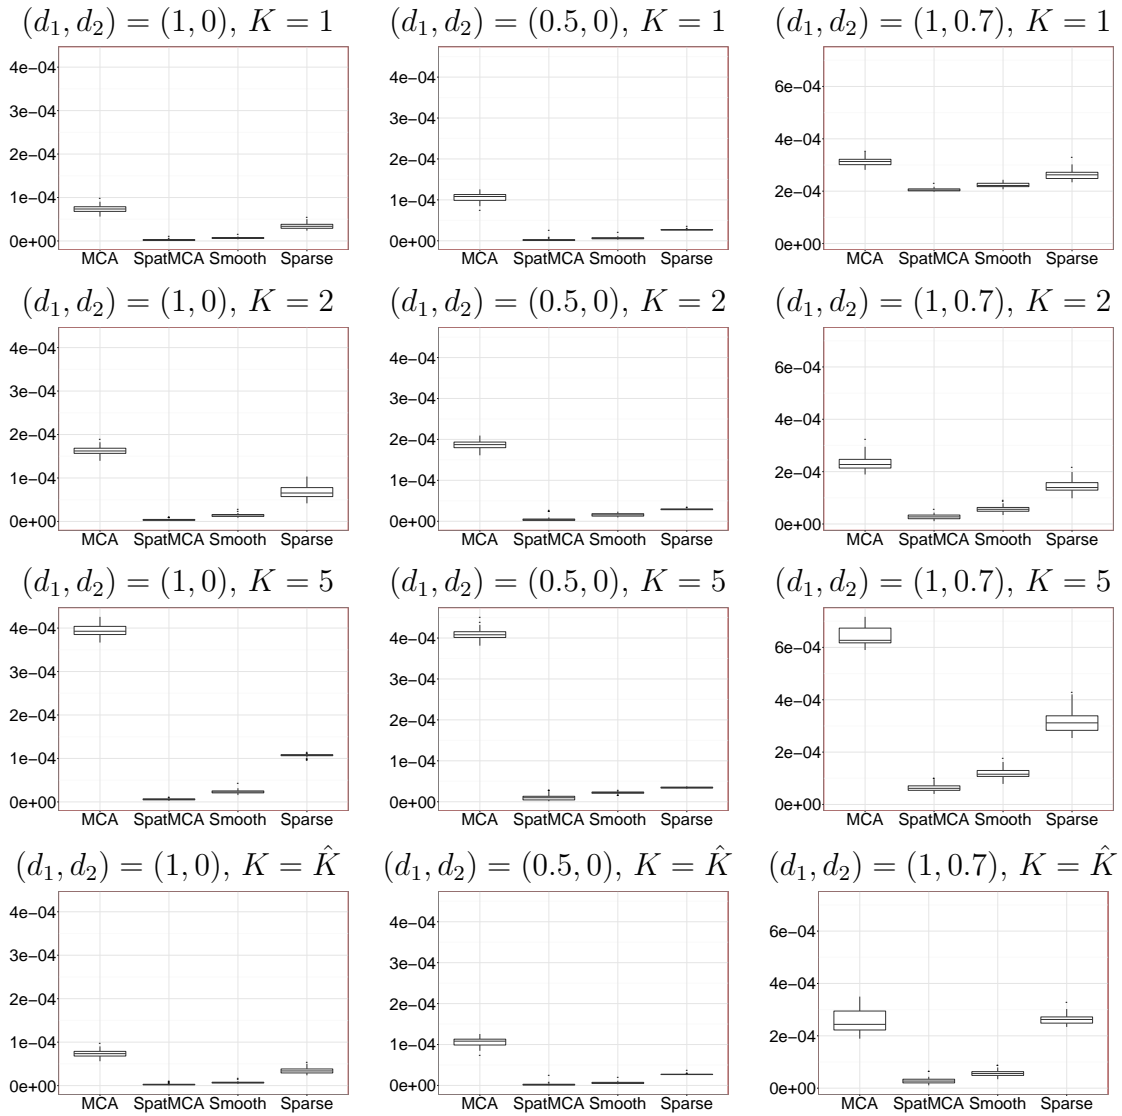 (d₁, d₂) = (1, 0), K = 1
(d₁, d₂) = (0.5, 0), K = 1
(d₁, d₂) = (1, 0.7), K = 1
4e−04
3e−04
2e−04
1e−04
0e+00
MCA SpatMCA Smooth Sparse
4e−04
3e−04
2e−04
1e−04
0e+00
MCA SpatMCA Smooth Sparse
6e−04
4e−04
2e−04
0e+00
MCA SpatMCA Smooth Sparse
(d₁, d₂) = (1, 0), K = 2
(d₁, d₂) = (0.5, 0), K = 2
(d₁, d₂) = (1, 0.7), K = 2
4e−04
3e−04
2e−04
1e−04
0e+00
MCA SpatMCA Smooth Sparse
4e−04
3e−04
2e−04
1e−04
0e+00
MCA SpatMCA Smooth Sparse
6e−04
4e−04
2e−04
0e+00
MCA SpatMCA Smooth Sparse
(d₁, d₂) = (1, 0), K = 5
(d₁, d₂) = (0.5, 0), K = 5
(d₁, d₂) = (1, 0.7), K = 5
4e−04
3e−04
2e−04
1e−04
0e+00
MCA SpatMCA Smooth Sparse
4e−04
3e−04
2e−04
1e−04
0e+00
MCA SpatMCA Smooth Sparse
6e−04
4e−04
2e−04
0e+00
MCA SpatMCA Smooth Sparse
(d₁, d₂) = (1, 0), K = K̂
(d₁, d₂) = (0.5, 0), K = K̂
(d₁, d₂) = (1, 0.7), K = K̂
4e−04
3e−04
2e−04
1e−04
0e+00
MCA SpatMCA Smooth Sparse
4e−04
3e−04
2e−04
1e−04
0e+00
MCA SpatMCA Smooth Sparse
6e−04
4e−04
2e−04
0e+00
MCA SpatMCA Smooth Sparse